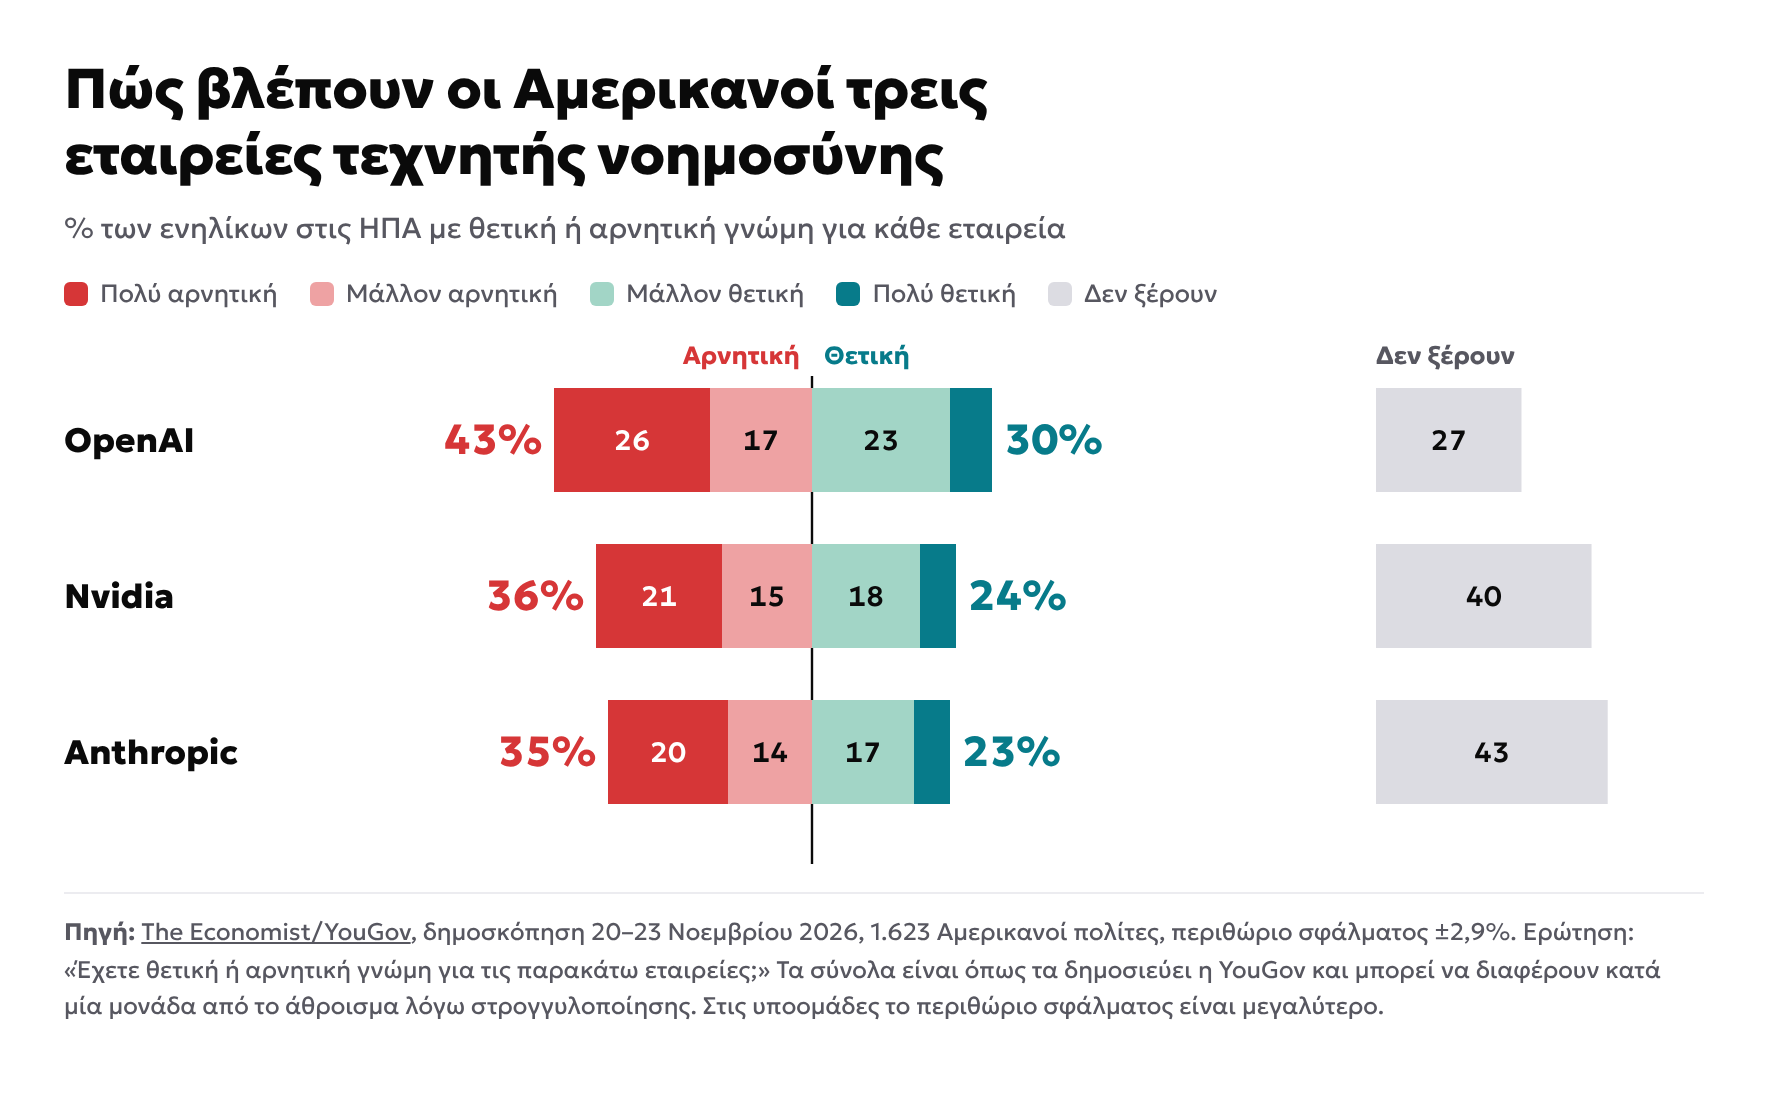 Πώς βλέπουν οι Αμερικανοί τρεις
εταιρείες τεχνητής νοημοσύνης
% των ενηλίκων στις ΗΠΑ με θετική ή αρνητική γνώμη για κάθε εταιρεία
Πολύ αρνητική Μάλλον αρνητική Μάλλον θετική Πολύ θετική Δεν ξέρουν
Αρνητική Θετική Δεν ξέρουν
OpenAI 43% 26 17 23 30% 27
Nvidia 36% 21 15 18 24% 40
Anthropic 35% 20 14 17 23% 43
Πηγή: The Economist/YouGov, δημοσκόπηση 20–23 Νοεμβρίου 2026, 1.623 Αμερικανοί πολίτες, περιθώριο σφάλματος ±2,9%. Ερώτηση:
«Έχετε θετική ή αρνητική γνώμη για τις παρακάτω εταιρείες;» Τα σύνολα είναι όπως τα δημοσιεύει η YouGov και μπορεί να διαφέρουν κατά
μία μονάδα από το άθροισμα λόγω στρογγυλοποίησης. Στις υποομάδες το περιθώριο σφάλματος είναι μεγαλύτερο.